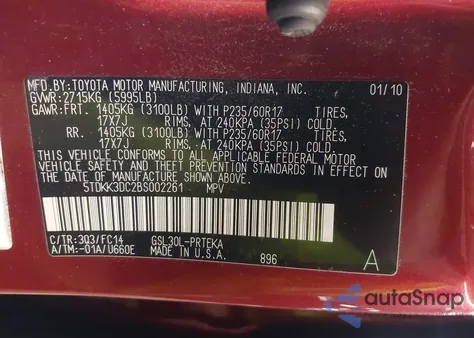 MFD.BY:TOYOTA MOTOR MANUFACTURING, INDIANA, INC. 01/10
GVWR:2715KG (5995LB)
GAWR:FRT. 1405KG (3100LB) WITH P235/60R17 TIRES,
17X7J RIMS, AT 240KPA (35PSI) COLD
RR. 1405KG (3100LB) WITH P235/60R17 TIRES,
17X7J RIMS, AT 240KPA (35PSI) COLD.
THIS VEHICLE CONFORMS TO ALL APPLICABLE FEDERAL MOTOR
VEHICLE SAFETY AND THEFT PREVENTION STANDARDS IN EFFECT
ON THE DATE OF MANUFACTURE SHOWN ABOVE.
5TDKK3DC2BS002261 MPV
C/TR:3Q3/FC14 GSL30L-PRTEKA
A/TM:-01A/U660E MADE IN U.S.A. 896 A
autoSnap